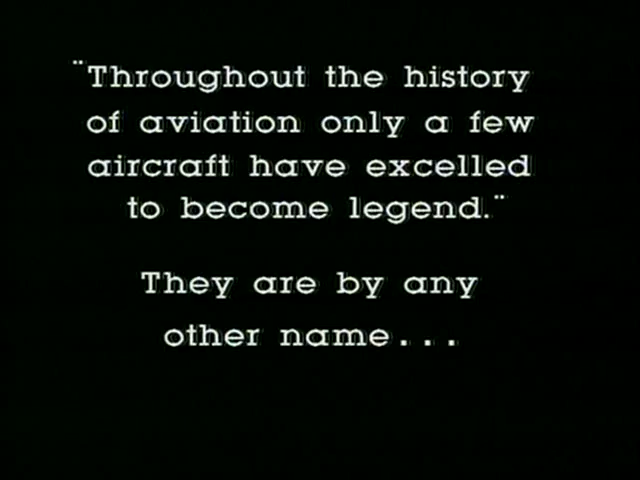 "Throughout the history
of aviation only a few
aircraft have excelled
to become legend."
They are by any
other name...